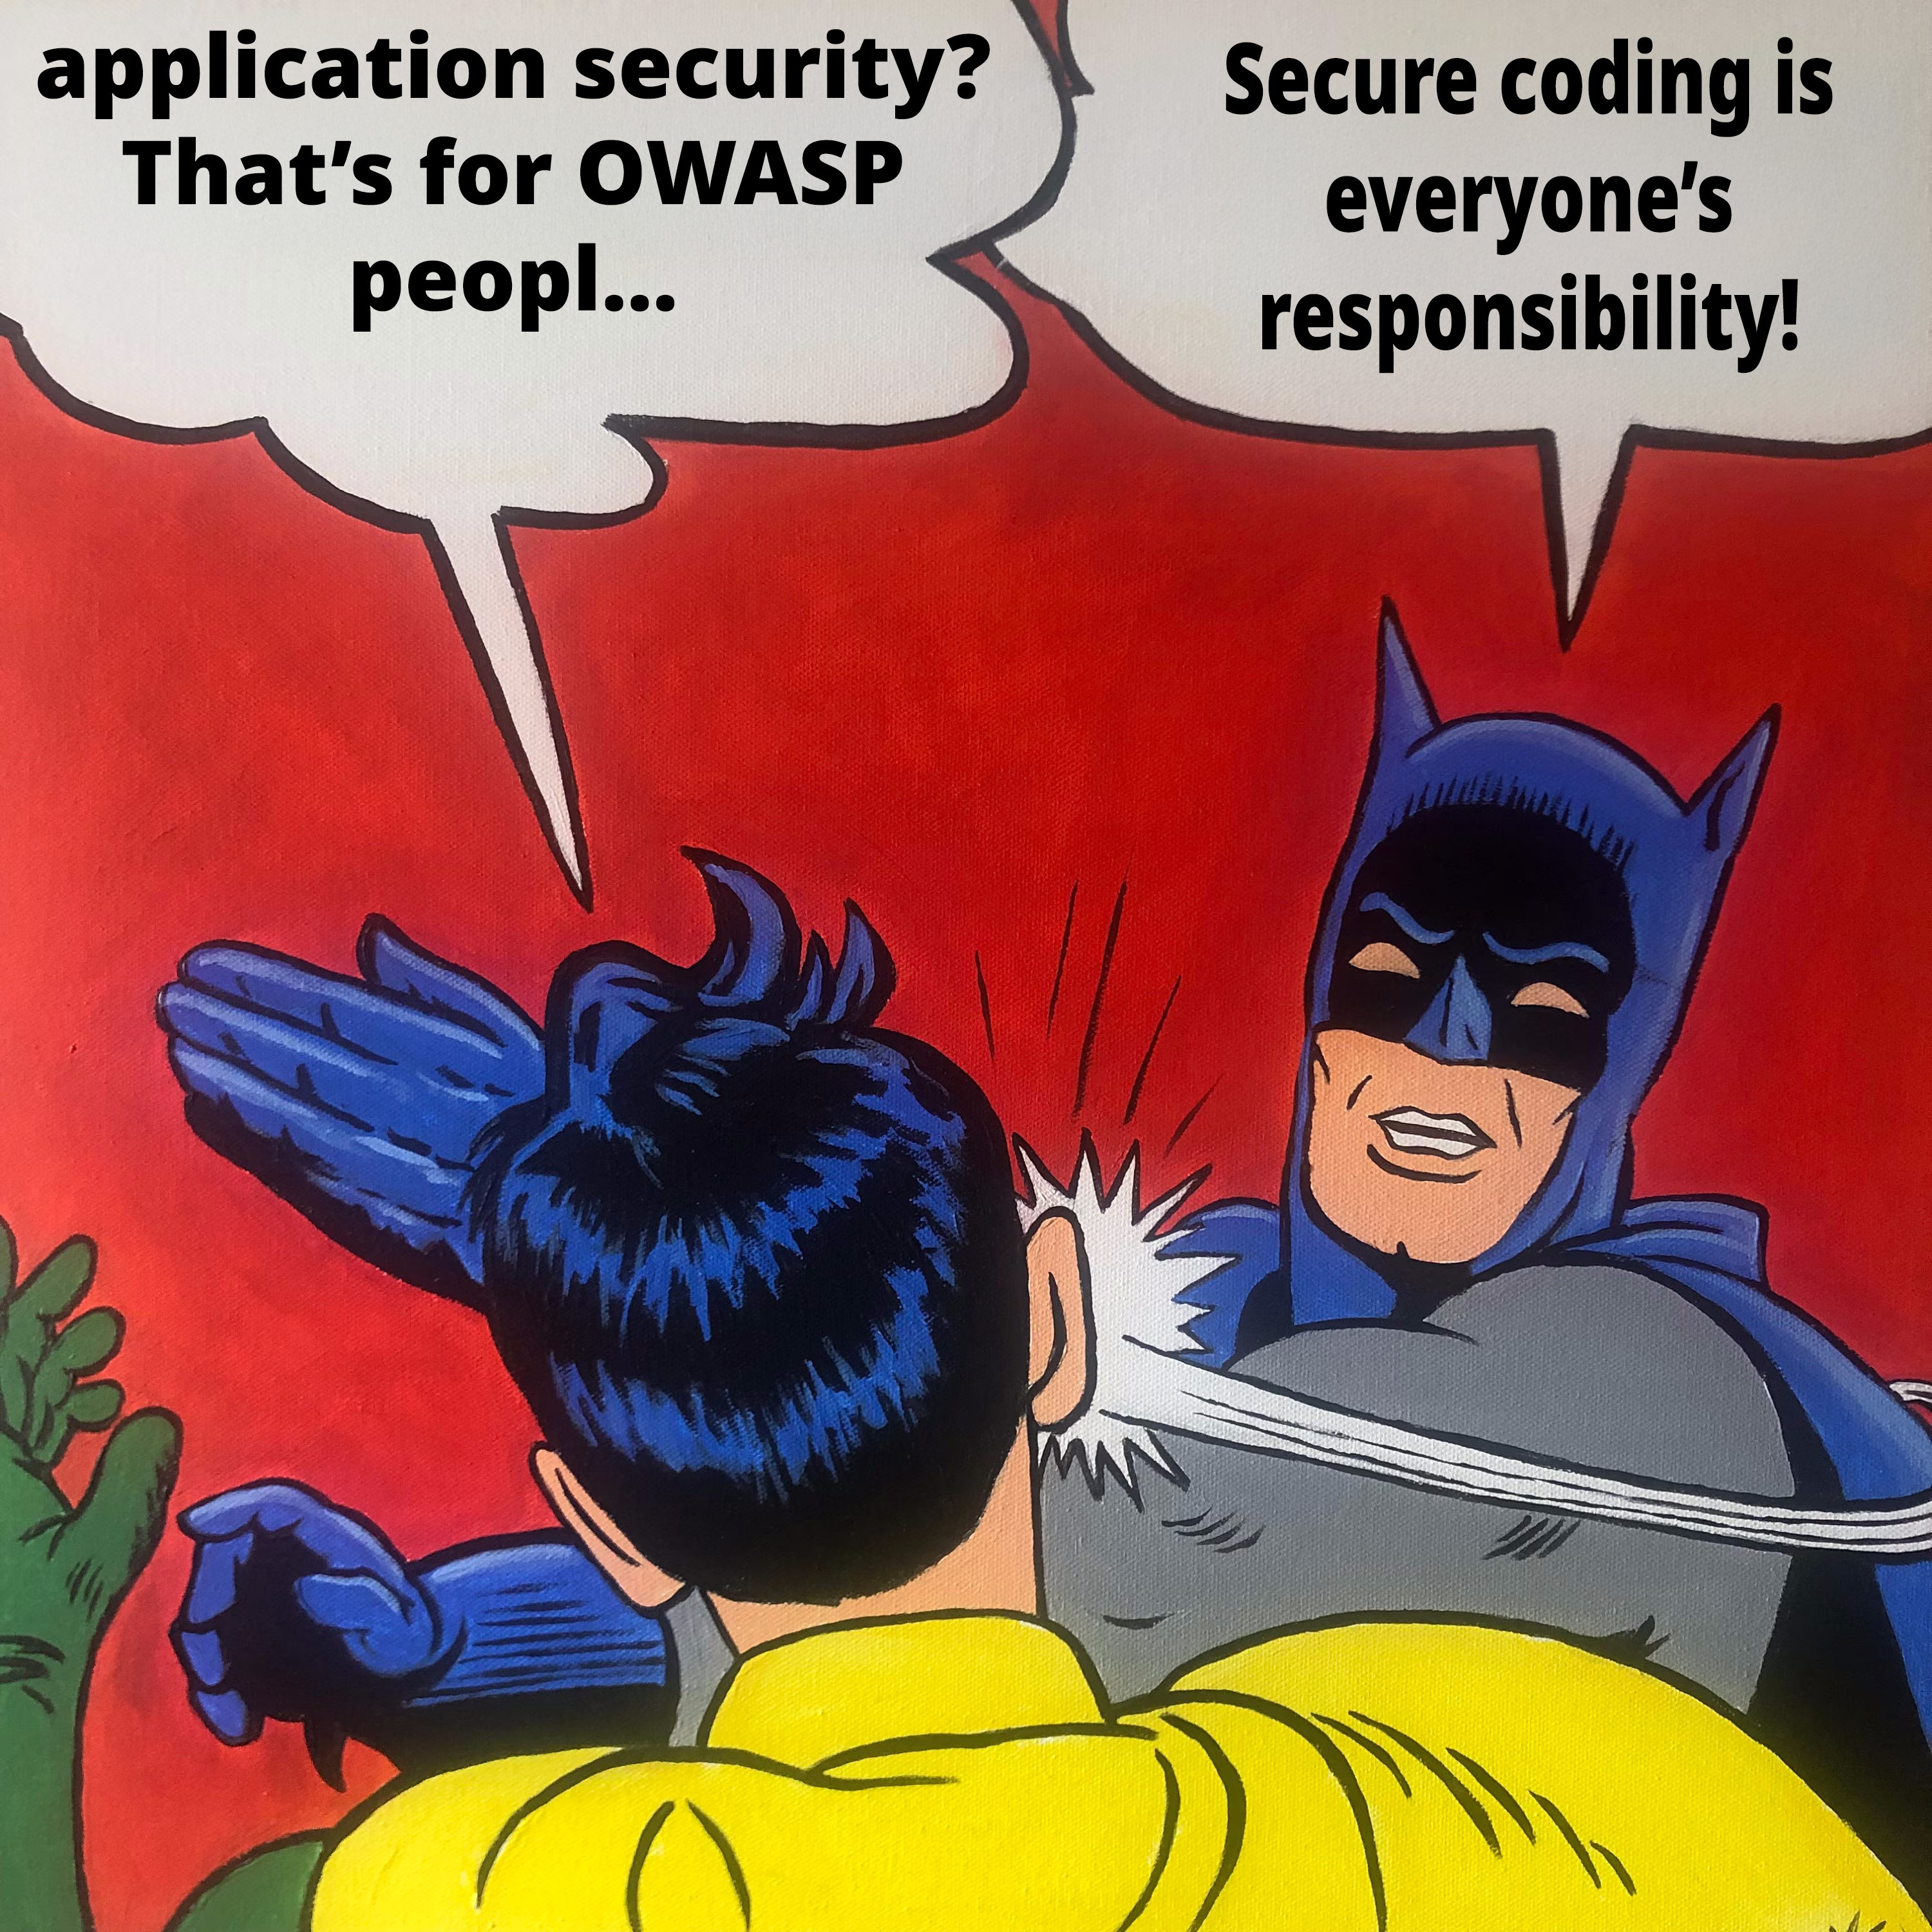 application security?
That’s for OWASP
peopl...
Secure coding is
everyone’s
responsibility!